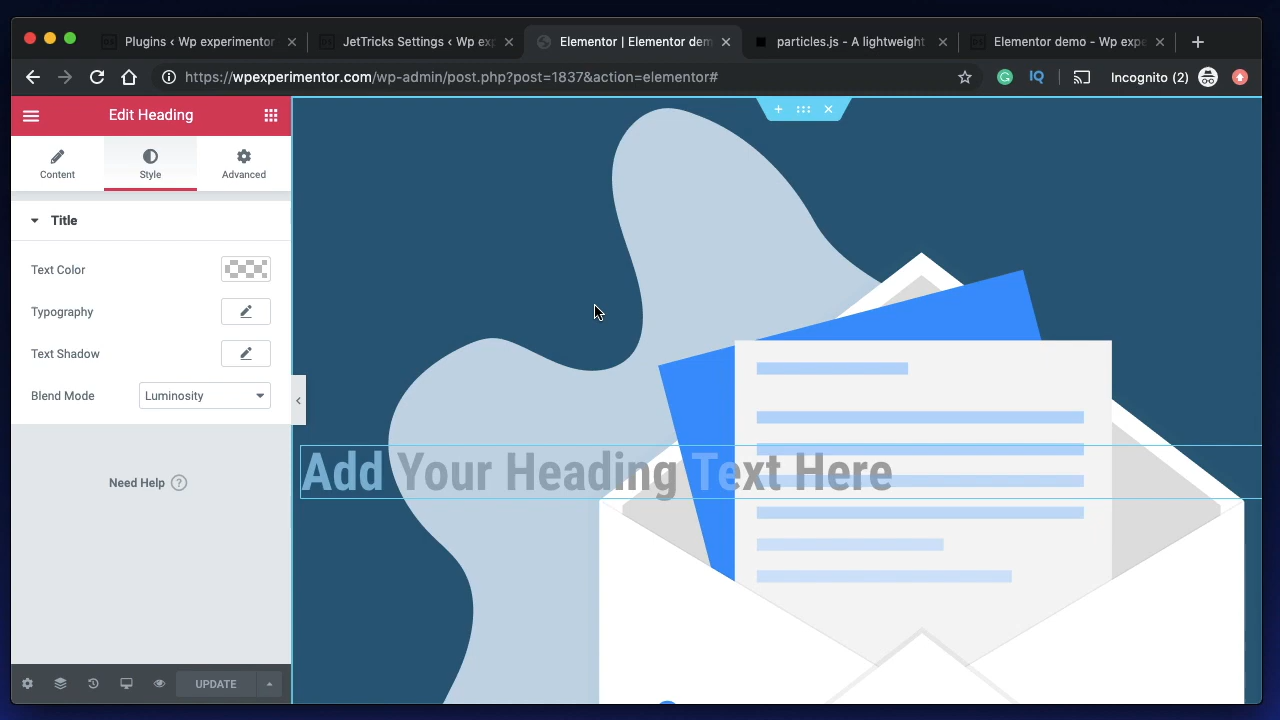 Plugins ‹ Wp experimentor
JetTricks Settings ‹ Wp exp
Elementor | Elementor dem
particles.js - A lightweight
Elementor demo - Wp expe
https://wpexperimentor.com/wp-admin/post.php?post=1837&action=elementor#
IQ
Incognito (2)
Edit Heading
Content
Style
Advanced
Title
Text Color
Typography
Text Shadow
Blend Mode
Luminosity
Need Help ?
UPDATE
Add Your Heading Text Here